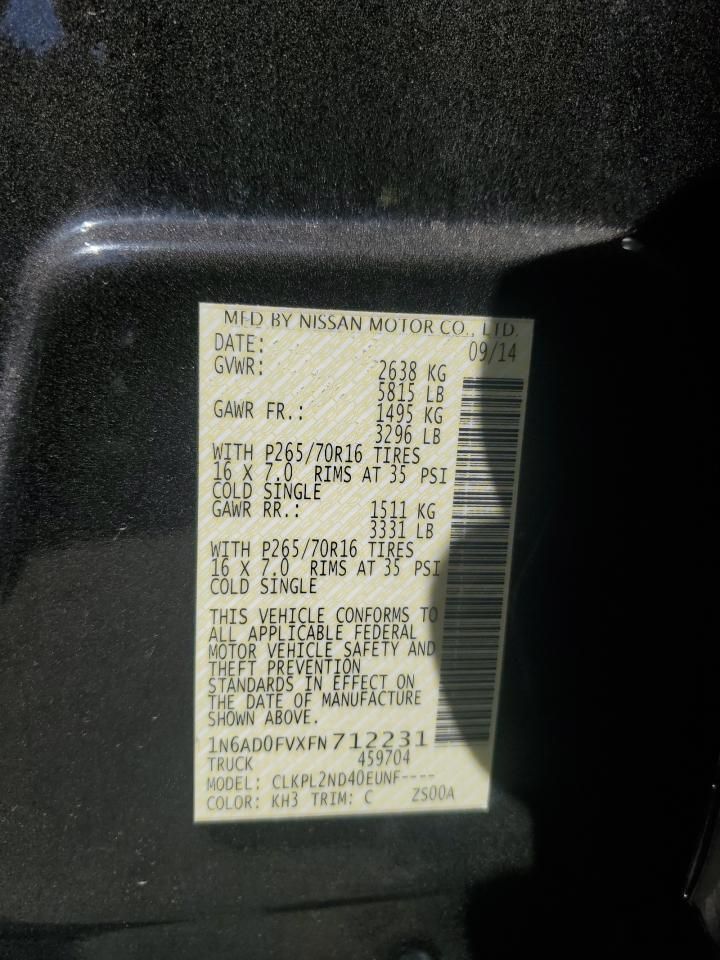 MFD BY NISSAN MOTOR CO., LTD.
DATE: 09/14
GVWR: 2638 KG
5815 LB
GAWR FR.: 1495 KG
3296 LB
WITH P265/70R16 TIRES
16 X 7.0 RIMS AT 35 PSI
COLD SINGLE
GAWR RR.: 1511 KG
3331 LB
WITH P265/70R16 TIRES
16 X 7.0 RIMS AT 35 PSI
COLD SINGLE
THIS VEHICLE CONFORMS TO
ALL APPLICABLE FEDERAL
MOTOR VEHICLE SAFETY AND
THEFT PREVENTION
STANDARDS IN EFFECT ON
THE DATE OF MANUFACTURE
SHOWN ABOVE.
1N6AD0FVXFN712231
TRUCK 459704
MODEL: CLKPL2ND40EUNF----
COLOR: KH3 TRIM: C ZS00A